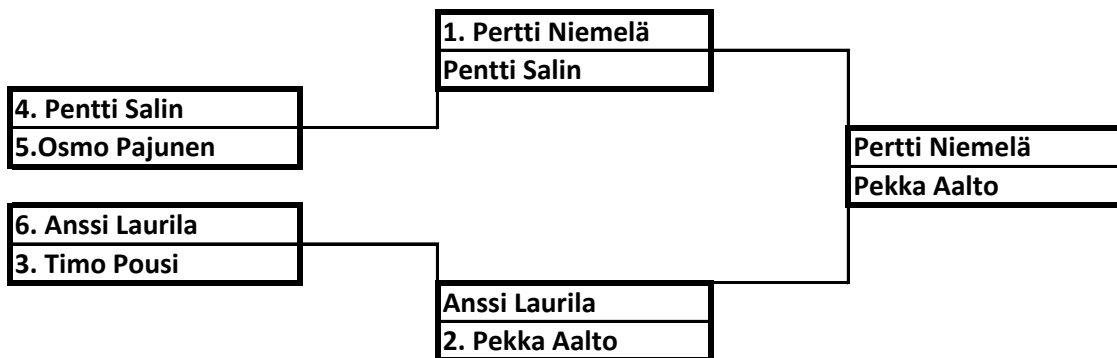 1. Pertti Niemelä
Pentti Salin
4. Pentti Salin
5.Osmo Pajunen
Pertti Niemelä
Pekka Aalto
6. Anssi Laurila
3. Timo Pousi
Anssi Laurila
2. Pekka Aalto